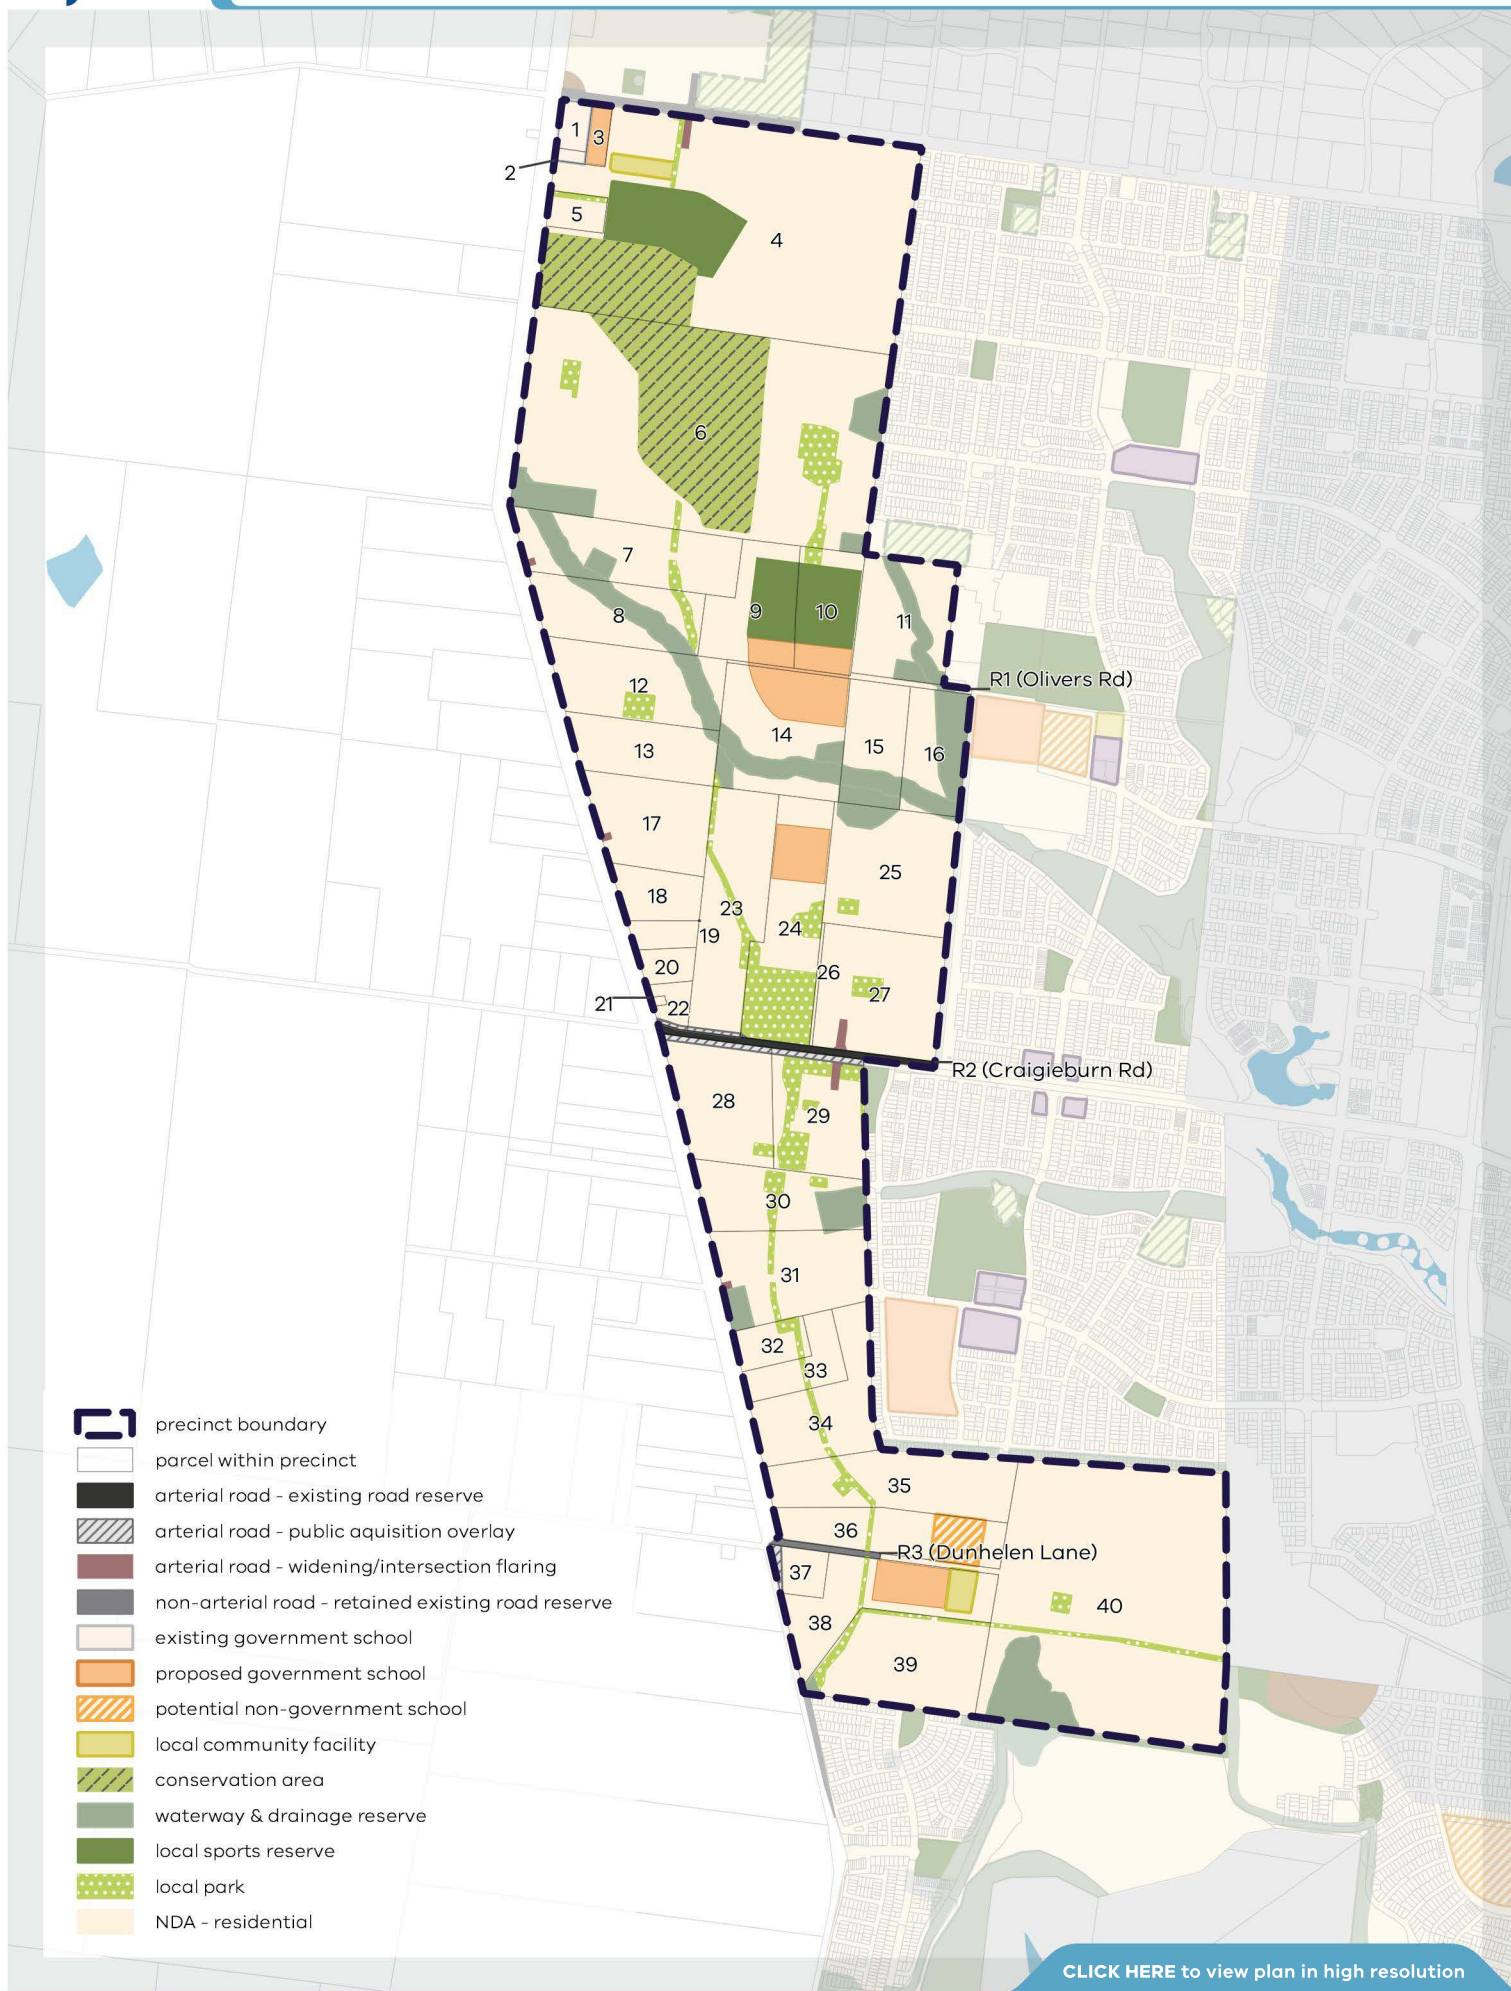 1
3
2
5
4
6
7
8
9
10
11
R1 (Olivers Rd)
12
13
14
15
16
17
18
25
23
24
19
20
26
27
21
22
R2 (Craigieburn Rd)
28
29
30
31
32
33
34
35
36
R3 (Dunhelen Lane)
37
38
40
39
precinct boundary
parcel within precinct
arterial road - existing road reserve
arterial road - public aquisition overlay
arterial road - widening/intersection flaring
non-arterial road - retained existing road reserve
existing government school
proposed government school
potential non-government school
local community facility
conservation area
waterway & drainage reserve
local sports reserve
local park
NDA - residential
CLICK HERE to view plan in high resolution